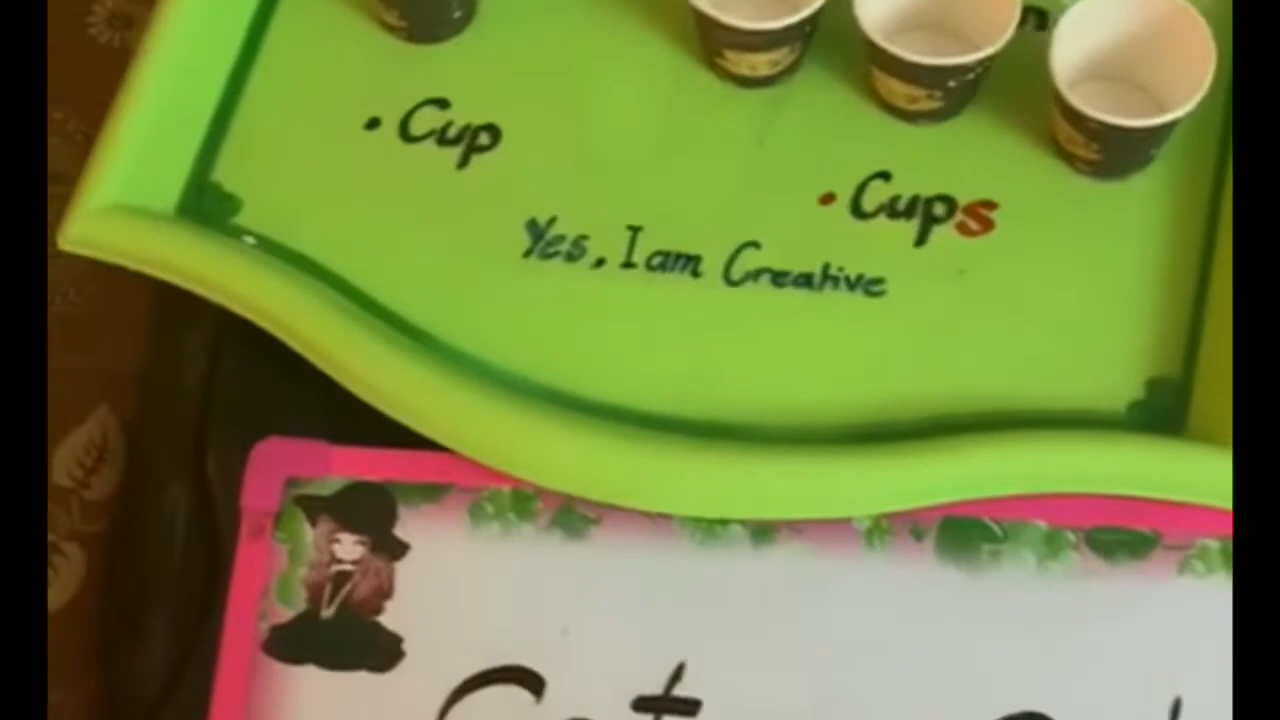 . Cup
. Cups
Yes, I am Creative